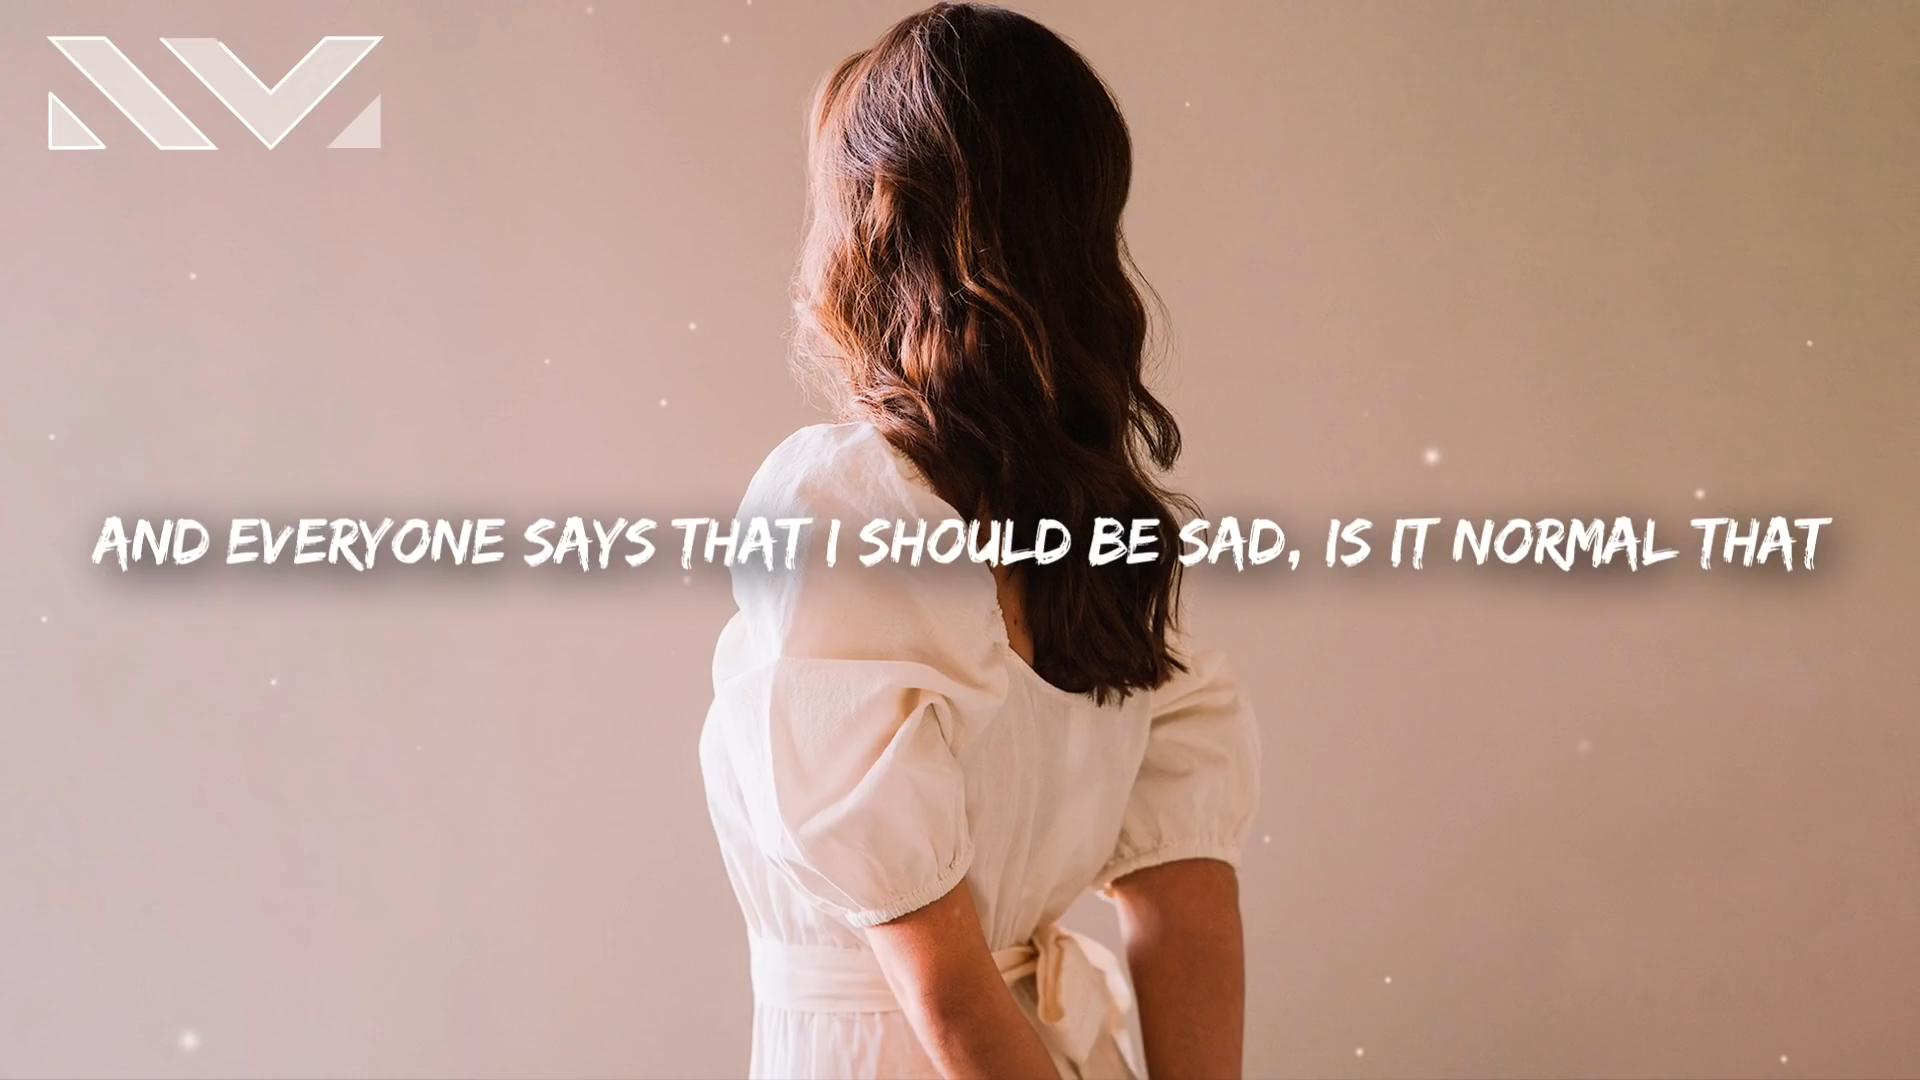 AND EVERYONE SAYS THAT I SHOULD BE SAD, IS IT NORMAL THAT